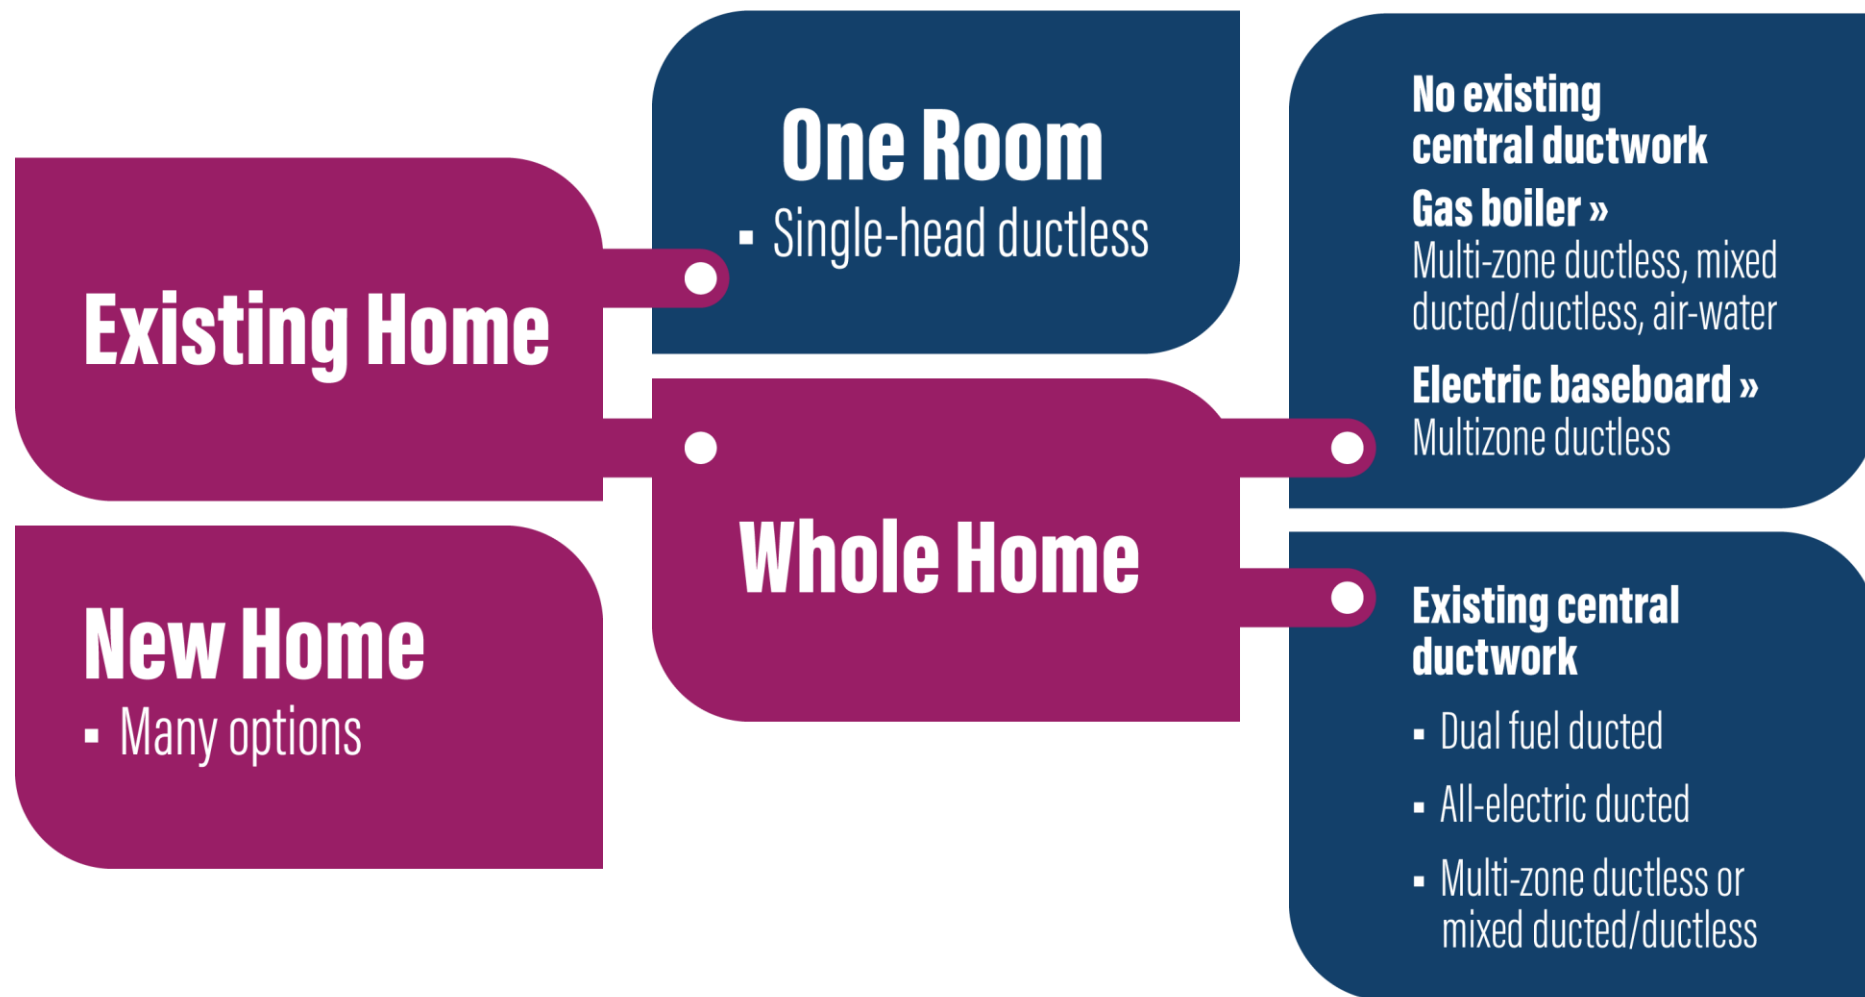 Existing Home
New Home
▪ Many options
One Room
▪ Single-head ductless
Whole Home
No existing
central ductwork
Gas boiler »
Multi-zone ductless, mixed
ducted/ductless, air-water
Electric baseboard »
Multizone ductless
Existing central
ductwork
▪ Dual fuel ducted
▪ All-electric ducted
▪ Multi-zone ductless or
mixed ducted/ductless